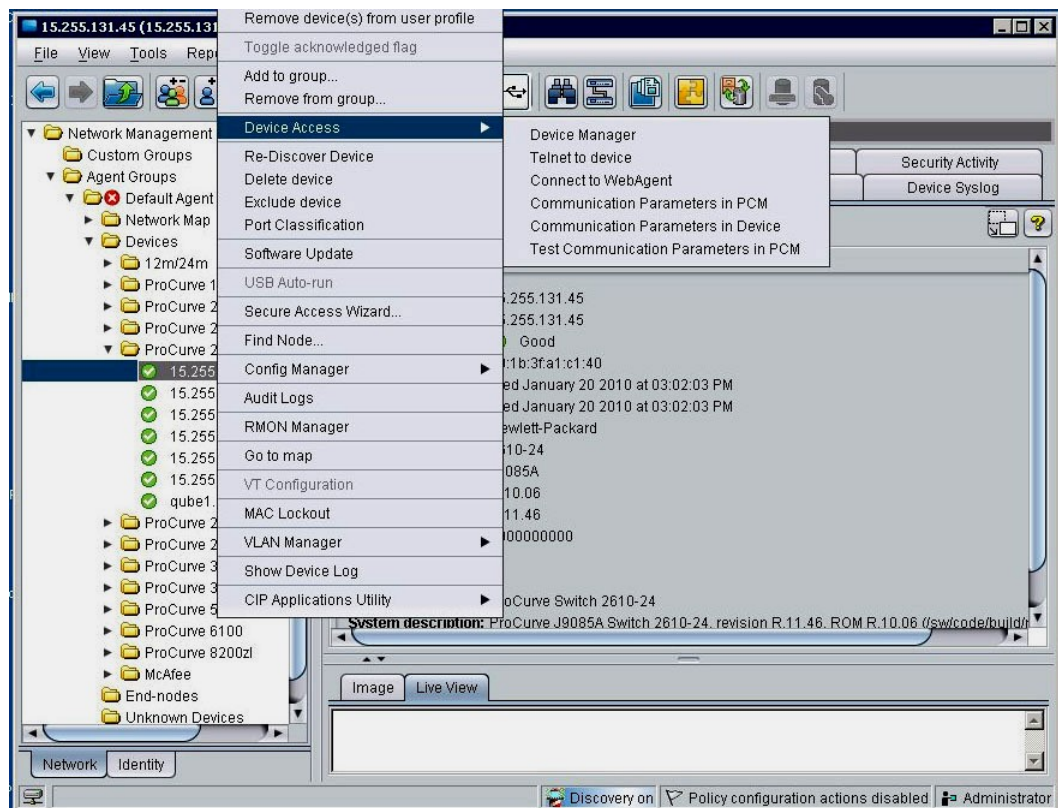 15.255.131.45 (15.255.131
File View Tools Rep
Remove device(s) from user profile
Toggle acknowledged flag
Add to group...
Remove from group...
Device Access
Re-Discover Device
Delete device
Exclude device
Port Classification
Software Update
USB Auto-run
Secure Access Wizard...
Find Node...
Config Manager
Audit Logs
RMON Manager
Go to map
VT Configuration
MAC Lockout
VLAN Manager
Show Device Log
CIP Applications Utility
Device Manager
Telnet to device
Connect to WebAgent
Communication Parameters in PCM
Communication Parameters in Device
Test Communication Parameters in PCM
Security Activity
Device Syslog
Network Management
Custom Groups
Agent Groups
Default Agent
Network Map
Devices
12m/24m
ProCurve 1
ProCurve 2
ProCurve 2
ProCurve 2
15.255
15.255
15.255
15.255
15.255
15.255
qube1.
ProCurve 2
ProCurve 2
ProCurve 3
ProCurve 3
ProCurve 5
ProCurve 6100
ProCurve 8200zl
McAfee
End-nodes
Unknown Devices
Network Identity
.255.131.45
.255.131.45
Good
:1b:3f:a1:c1:40
ed January 20 2010 at 03:02:03 PM
ed January 20 2010 at 03:02:03 PM
ewlett-Packard
10-24
085A
10.06
11.46
000000000
oCurve Switch 2610-24
System description: ProCurve J9085A Switch 2610-24, revision R.11.46, ROM R.10.06 (/sw/code/build/r
Image Live View
Discovery on Policy configuration actions disabled Administrator